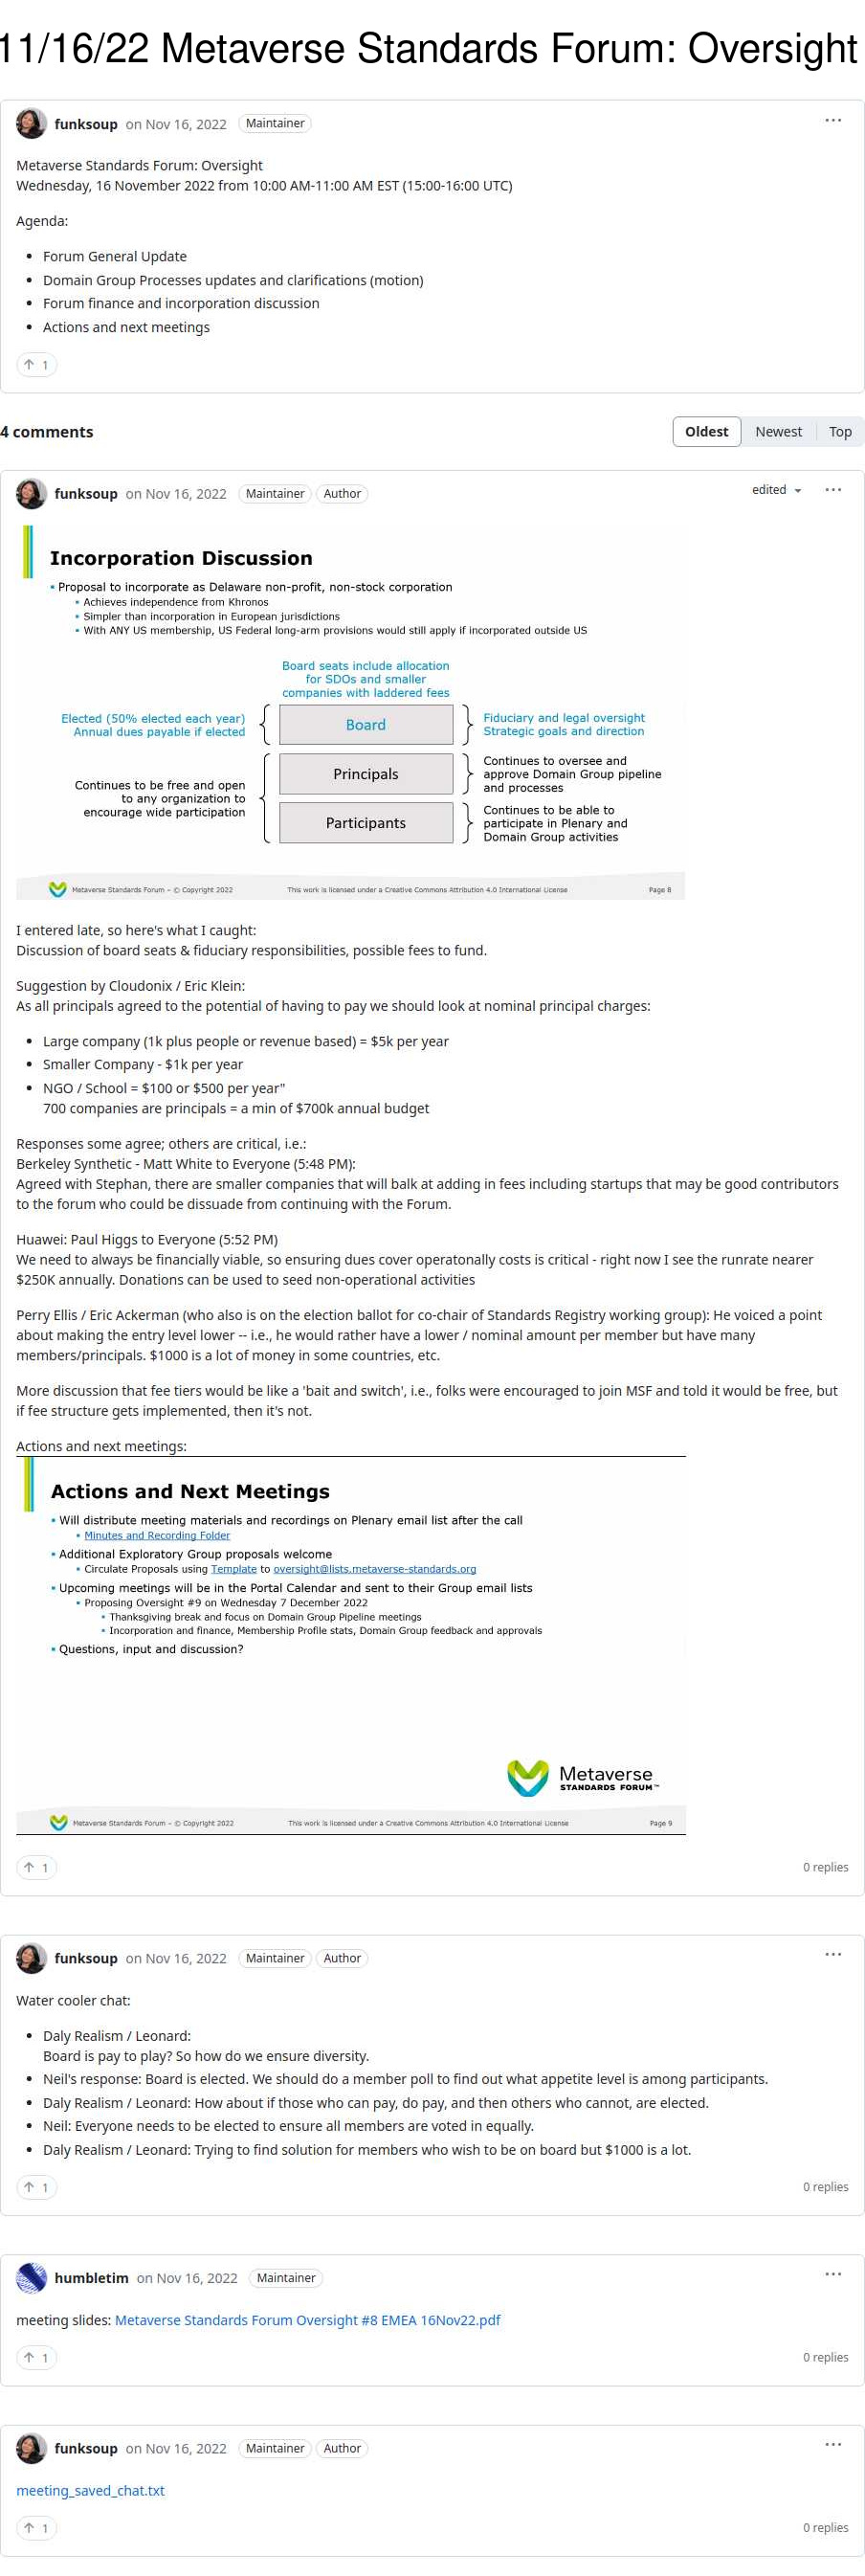 11/16/22 Metaverse Standards Forum: Oversight
funksoup on Nov 16, 2022 Maintainer
Metaverse Standards Forum: Oversight
Wednesday, 16 November 2022 from 10:00 AM-11:00 AM EST (15:00-16:00 UTC)
Agenda:
Forum General Update
Domain Group Processes updates and clarifications (motion)
Forum finance and incorporation discussion
Actions and next meetings
1
4 comments
Oldest Newest Top
funksoup on Nov 16, 2022 Maintainer Author edited
Incorporation Discussion
Proposal to incorporate as Delaware non-profit, non-stock corporation
Achieves independence from Khronos
Simpler than incorporation in European jurisdictions
With ANY US membership, US Federal long-arm provisions would still apply if incorporated outside US
Board seats include allocation
for SDOs and smaller
companies with laddered fees
Elected (50% elected each year)
Annual dues payable if elected
Board
Fiduciary and legal oversight
Strategic goals and direction
Continues to be free and open
to any organization to
encourage wide participation
Principals
Continues to oversee and
approve Domain Group pipeline
and processes
Participants
Continues to be able to
participate in Plenary and
Domain Group activities
Metaverse Standards Forum – © Copyright 2022 This work is licensed under a Creative Commons Attribution 4.0 International License Page 8
I entered late, so here's what I caught:
Discussion of board seats & fiduciary responsibilities, possible fees to fund.
Suggestion by Cloudonix / Eric Klein:
As all principals agreed to the potential of having to pay we should look at nominal principal charges:
Large company (1k plus people or revenue based) = $5k per year
Smaller Company - $1k per year
NGO / School = $100 or $500 per year"
700 companies are principals = a min of $700k annual budget
Responses some agree; others are critical, i.e.:
Berkeley Synthetic - Matt White to Everyone (5:48 PM):
Agreed with Stephan, there are smaller companies that will balk at adding in fees including startups that may be good contributors
to the forum who could be dissuade from continuing with the Forum.
Huawei: Paul Higgs to Everyone (5:52 PM)
We need to always be financially viable, so ensuring dues cover operatonally costs is critical - right now I see the runrate nearer
$250K annually. Donations can be used to seed non-operational activities
Perry Ellis / Eric Ackerman (who also is on the election ballot for co-chair of Standards Registry working group): He voiced a point
about making the entry level lower -- i.e., he would rather have a lower / nominal amount per member but have many
members/principals. $1000 is a lot of money in some countries, etc.
More discussion that fee tiers would be like a 'bait and switch', i.e., folks were encouraged to join MSF and told it would be free, but
if fee structure gets implemented, then it's not.
Actions and next meetings:
Actions and Next Meetings
Will distribute meeting materials and recordings on Plenary email list after the call
Minutes and Recording Folder
Additional Exploratory Group proposals welcome
Circulate Proposals using Template to oversight@lists.metaverse-standards.org
Upcoming meetings will be in the Portal Calendar and sent to their Group email lists
Proposing Oversight #9 on Wednesday 7 December 2022
Thanksgiving break and focus on Domain Group Pipeline meetings
Incorporation and finance, Membership Profile stats, Domain Group feedback and approvals
Questions, input and discussion?
Metaverse
STANDARDS FORUM™
Metaverse Standards Forum – © Copyright 2022 This work is licensed under a Creative Commons Attribution 4.0 International License Page 9
1 0 replies
funksoup on Nov 16, 2022 Maintainer Author
Water cooler chat:
Daly Realism / Leonard:
Board is pay to play? So how do we ensure diversity.
Neil's response: Board is elected. We should do a member poll to find out what appetite level is among participants.
Daly Realism / Leonard: How about if those who can pay, do pay, and then others who cannot, are elected.
Neil: Everyone needs to be elected to ensure all members are voted in equally.
Daly Realism / Leonard: Trying to find solution for members who wish to be on board but $1000 is a lot.
1 0 replies
humbletim on Nov 16, 2022 Maintainer
meeting slides: Metaverse Standards Forum Oversight #8 EMEA 16Nov22.pdf
1 0 replies
funksoup on Nov 16, 2022 Maintainer Author
meeting_saved_chat.txt
1 0 replies